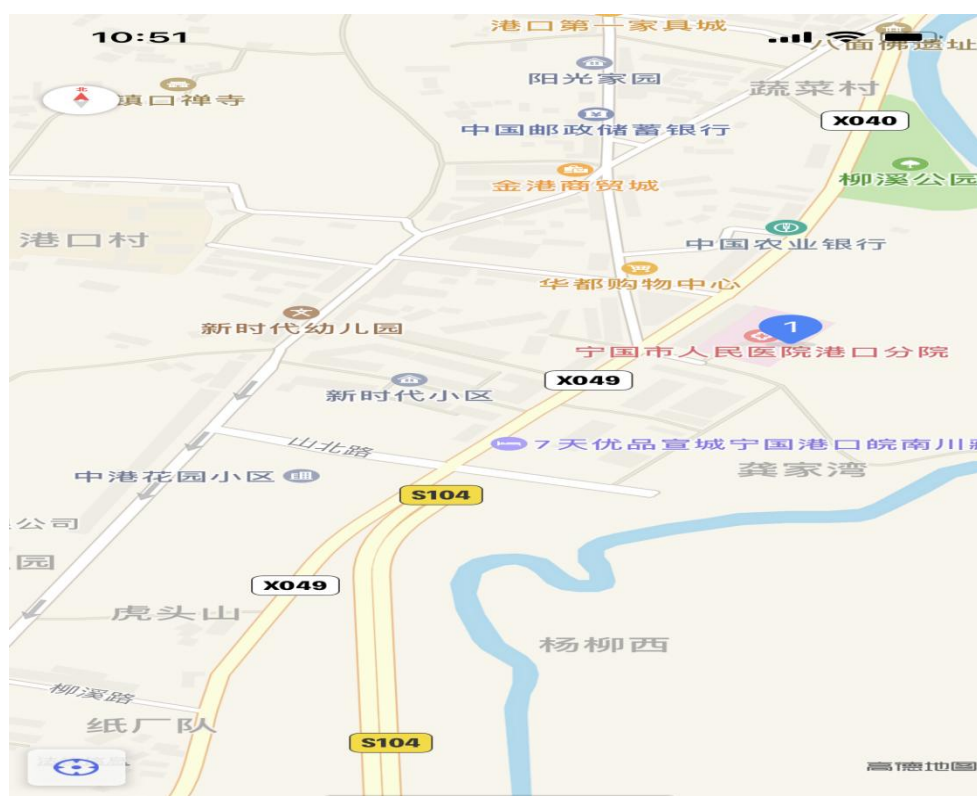 港口第一家具城
10:51
八面佛遗址
阳光家园
北
滇口禅寺
蔬菜村
X040
中国邮政储蓄银行
金港商贸城
柳溪公园
港口村
中国农业银行
华都购物中心
新时代幼儿园
1
宁国市人民医院港口分院
X049
新时代小区
山北路
7天优品宣城宁国港口皖南川藏
龚家湾
中港花园小区
S104
公司
园
X049
虎头山
杨柳西
柳溪路
纸厂队
S104
高德地图